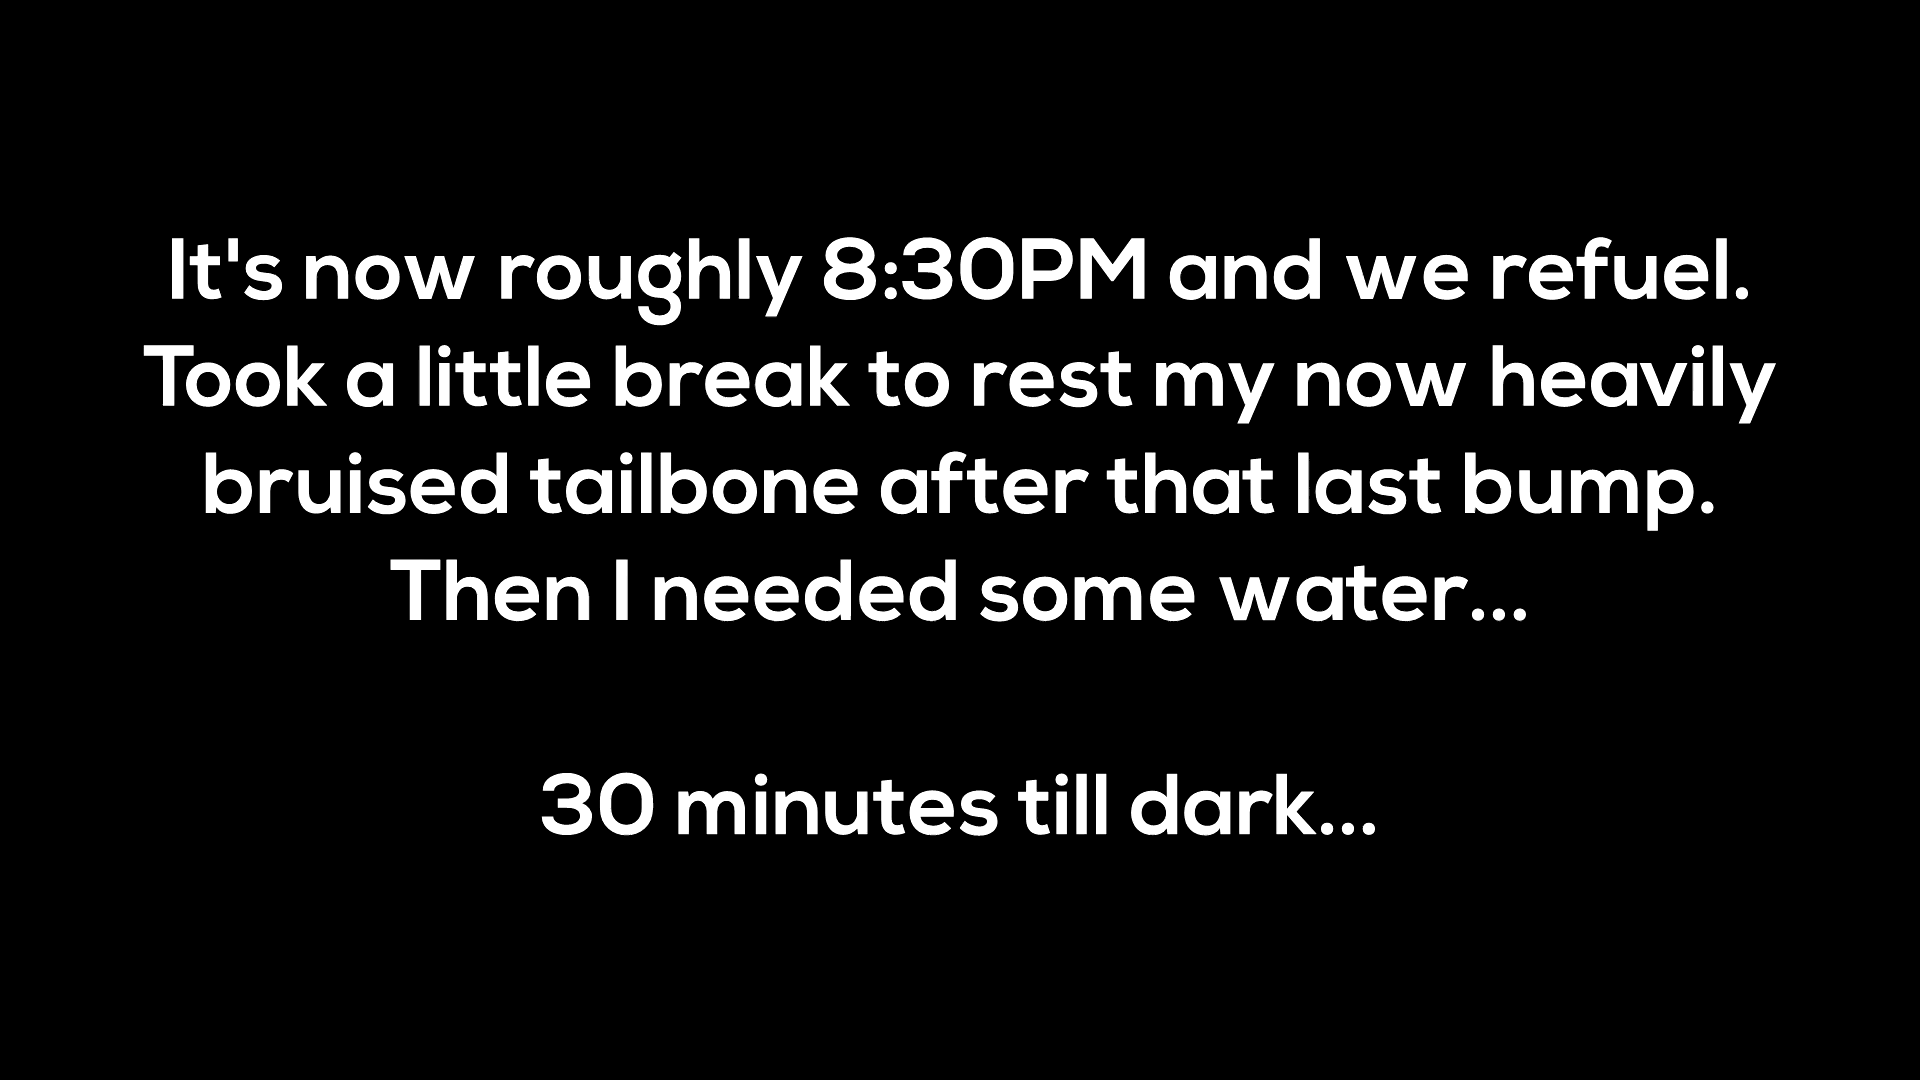 It's now roughly 8:30PM and we refuel.
Took a little break to rest my now heavily
bruised tailbone after that last bump.
Then I needed some water...
30 minutes till dark...